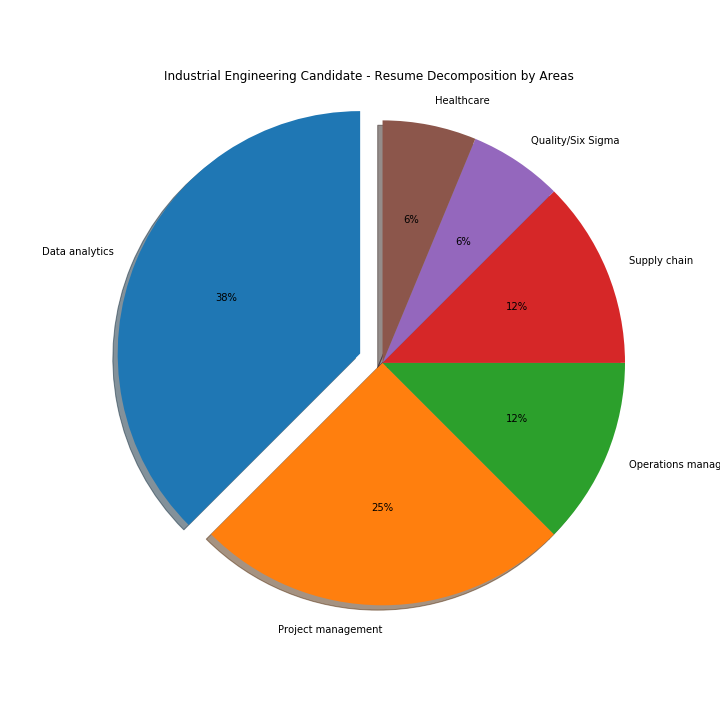 Industrial Engineering Candidate - Resume Decomposition by Areas
Healthcare
Quality/Six Sigma
Data analytics
Supply chain
6%
6%
38%
12%
12%
Operations manag
25%
Project management